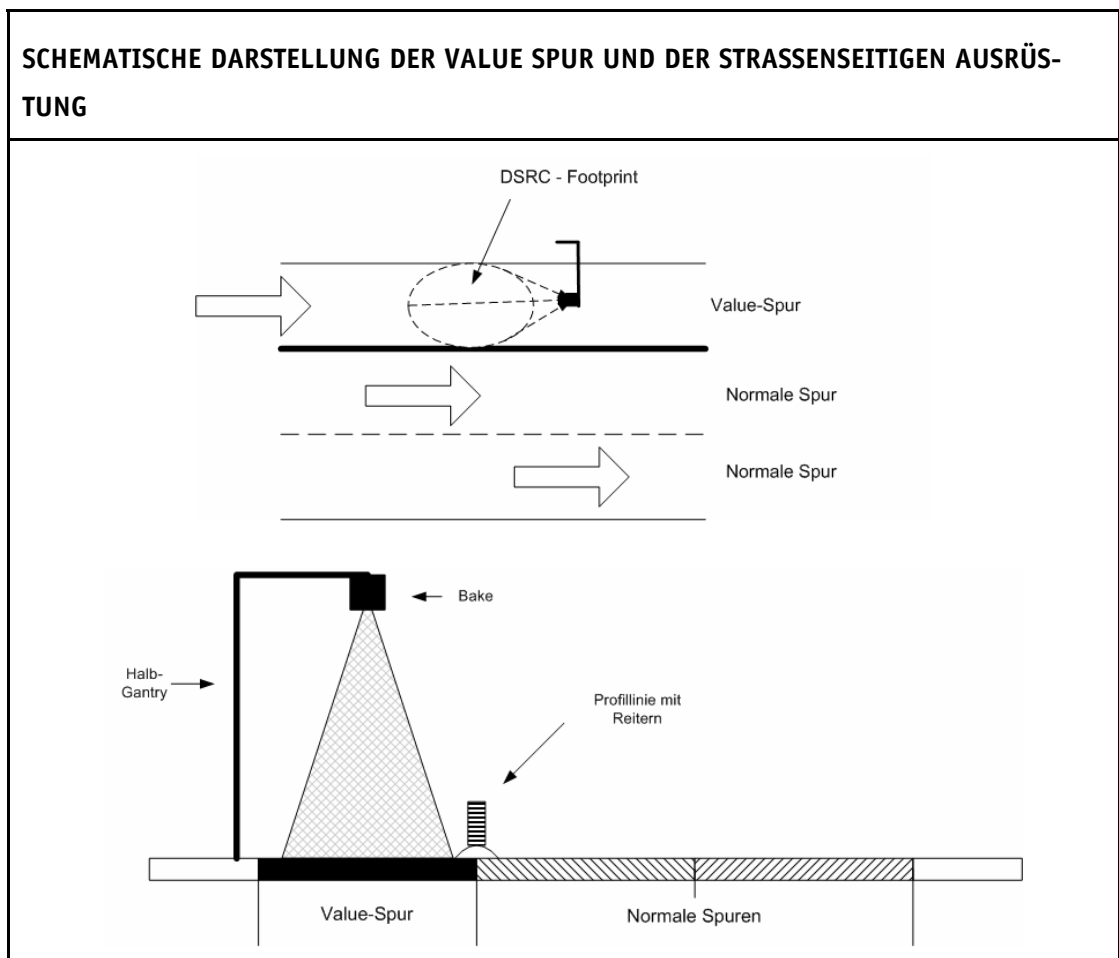 SCHEMATISCHE DARSTELLUNG DER VALUE SPUR UND DER STRASSENSEITIGEN AUSRÜS-
TUNG
DSRC - Footprint
Value-Spur
Normale Spur
Normale Spur
Bake
Halb-
Gantry
Profillinie mit
Reitern
Value-Spur
Normale Spuren